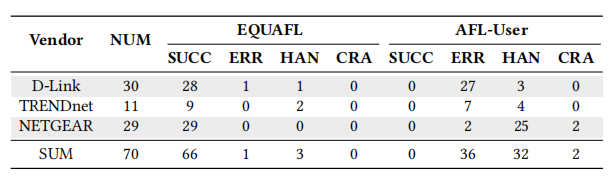 Vendor NUM EQUAFL AFL-User
SUCC ERR HAN CRA SUCC ERR HAN CRA
D-Link 30 28 1 1 0 0 27 3 0
TRENDnet 11 9 0 2 0 0 7 4 0
NETGEAR 29 29 0 0 0 0 2 25 2
SUM 70 66 1 3 0 0 36 32 2